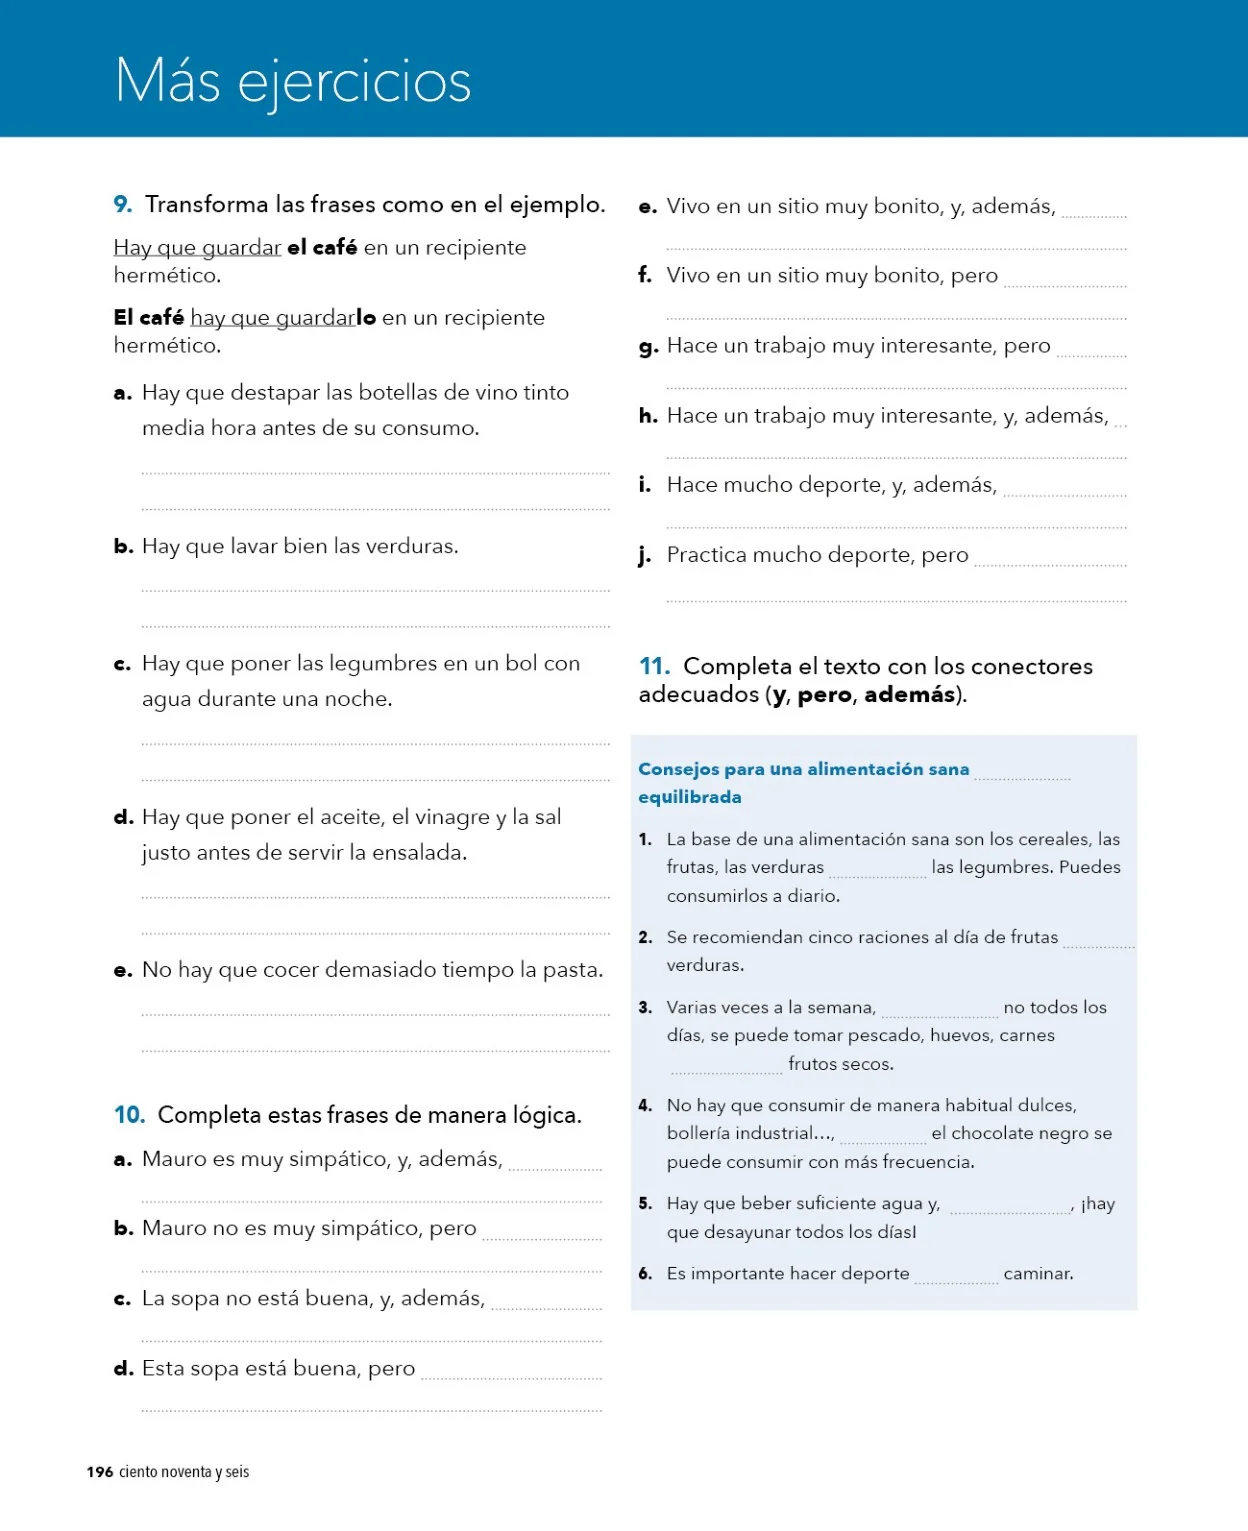 Más ejercicios
9. Transforma las frases como en el ejemplo.
Hay que guardar el café en un recipiente
hermético.
El café hay que guardarlo en un recipiente
hermético.
a. Hay que destapar las botellas de vino tinto
media hora antes de su consumo.
b. Hay que lavar bien las verduras.
c. Hay que poner las legumbres en un bol con
agua durante una noche.
d. Hay que poner el aceite, el vinagre y la sal
justo antes de servir la ensalada.
e. No hay que cocer demasiado tiempo la pasta.
10. Completa estas frases de manera lógica.
a. Mauro es muy simpático, y, además,
b. Mauro no es muy simpático, pero
c. La sopa no está buena, y, además,
d. Esta sopa está buena, pero
e. Vivo en un sitio muy bonito, y, además,
f. Vivo en un sitio muy bonito, pero
g. Hace un trabajo muy interesante, pero
h. Hace un trabajo muy interesante, y, además,
i. Hace mucho deporte, y, además,
j. Practica mucho deporte, pero
11. Completa el texto con los conectores
adecuados (y, pero, además).
Consejos para una alimentación sana
equilibrada
1. La base de una alimentación sana son los cereales, las
frutas, las verduras las legumbres. Puedes
consumirlos a diario.
2. Se recomiendan cinco raciones al día de frutas
verduras.
3. Varias veces a la semana, no todos los
días, se puede tomar pescado, huevos, carnes
frutos secos.
4. No hay que consumir de manera habitual dulces,
bollería industrial..., el chocolate negro se
puede consumir con más frecuencia.
5. Hay que beber suficiente agua y, , ¡hay
que desayunar todos los días!
6. Es importante hacer deporte caminar.
196 ciento noventa y seis